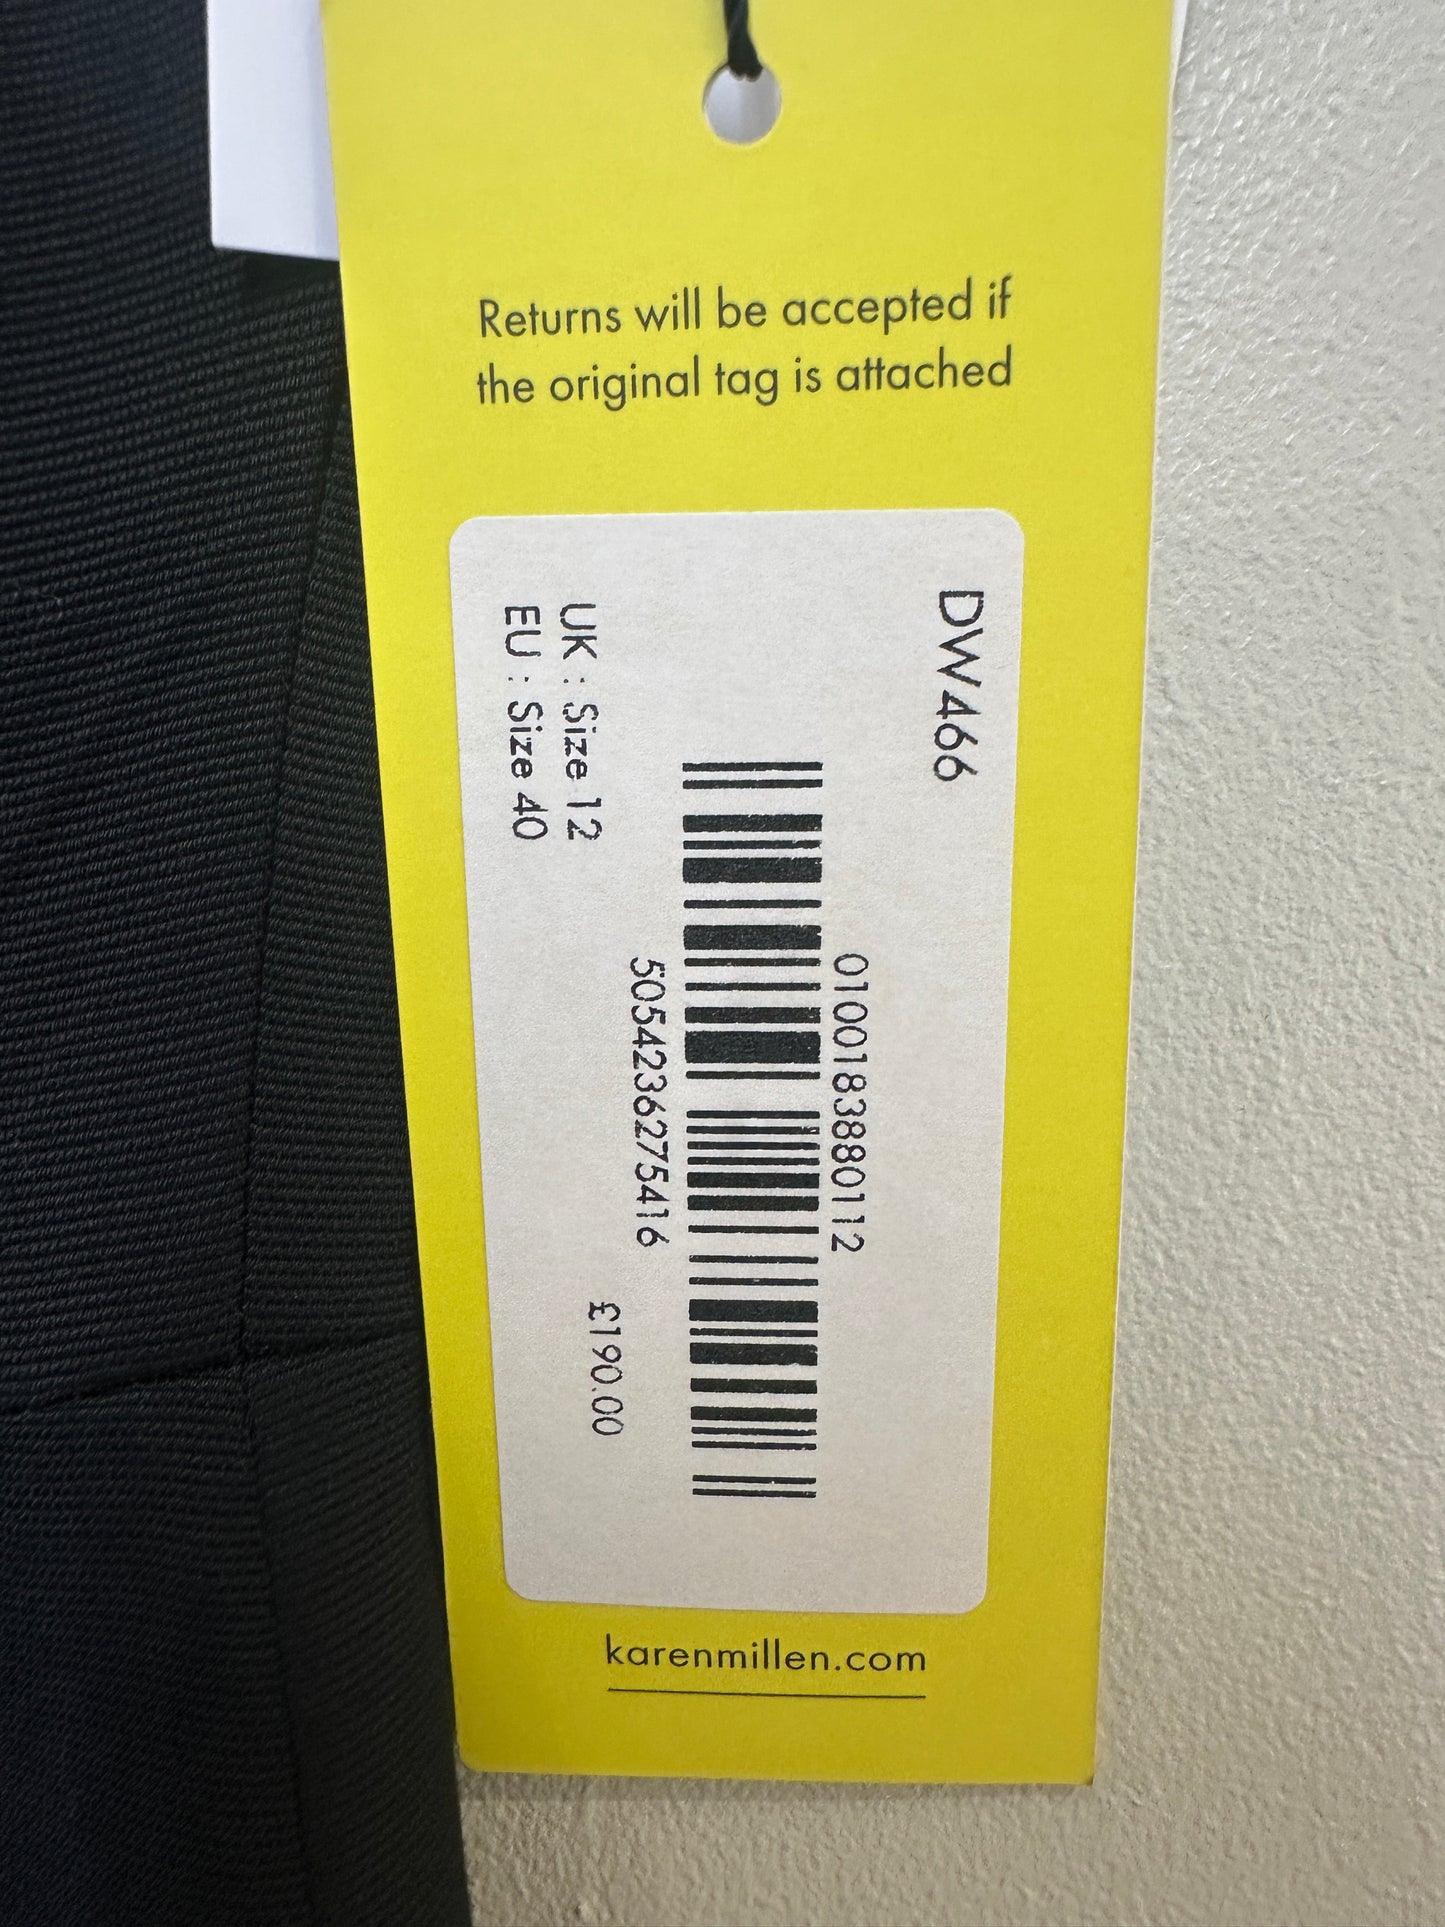 Returns will be accepted if
the original tag is attached
DW466
0100183880112
5054236275416
£190.00
UK : Size 12
EU : Size 40
karenmillen.com